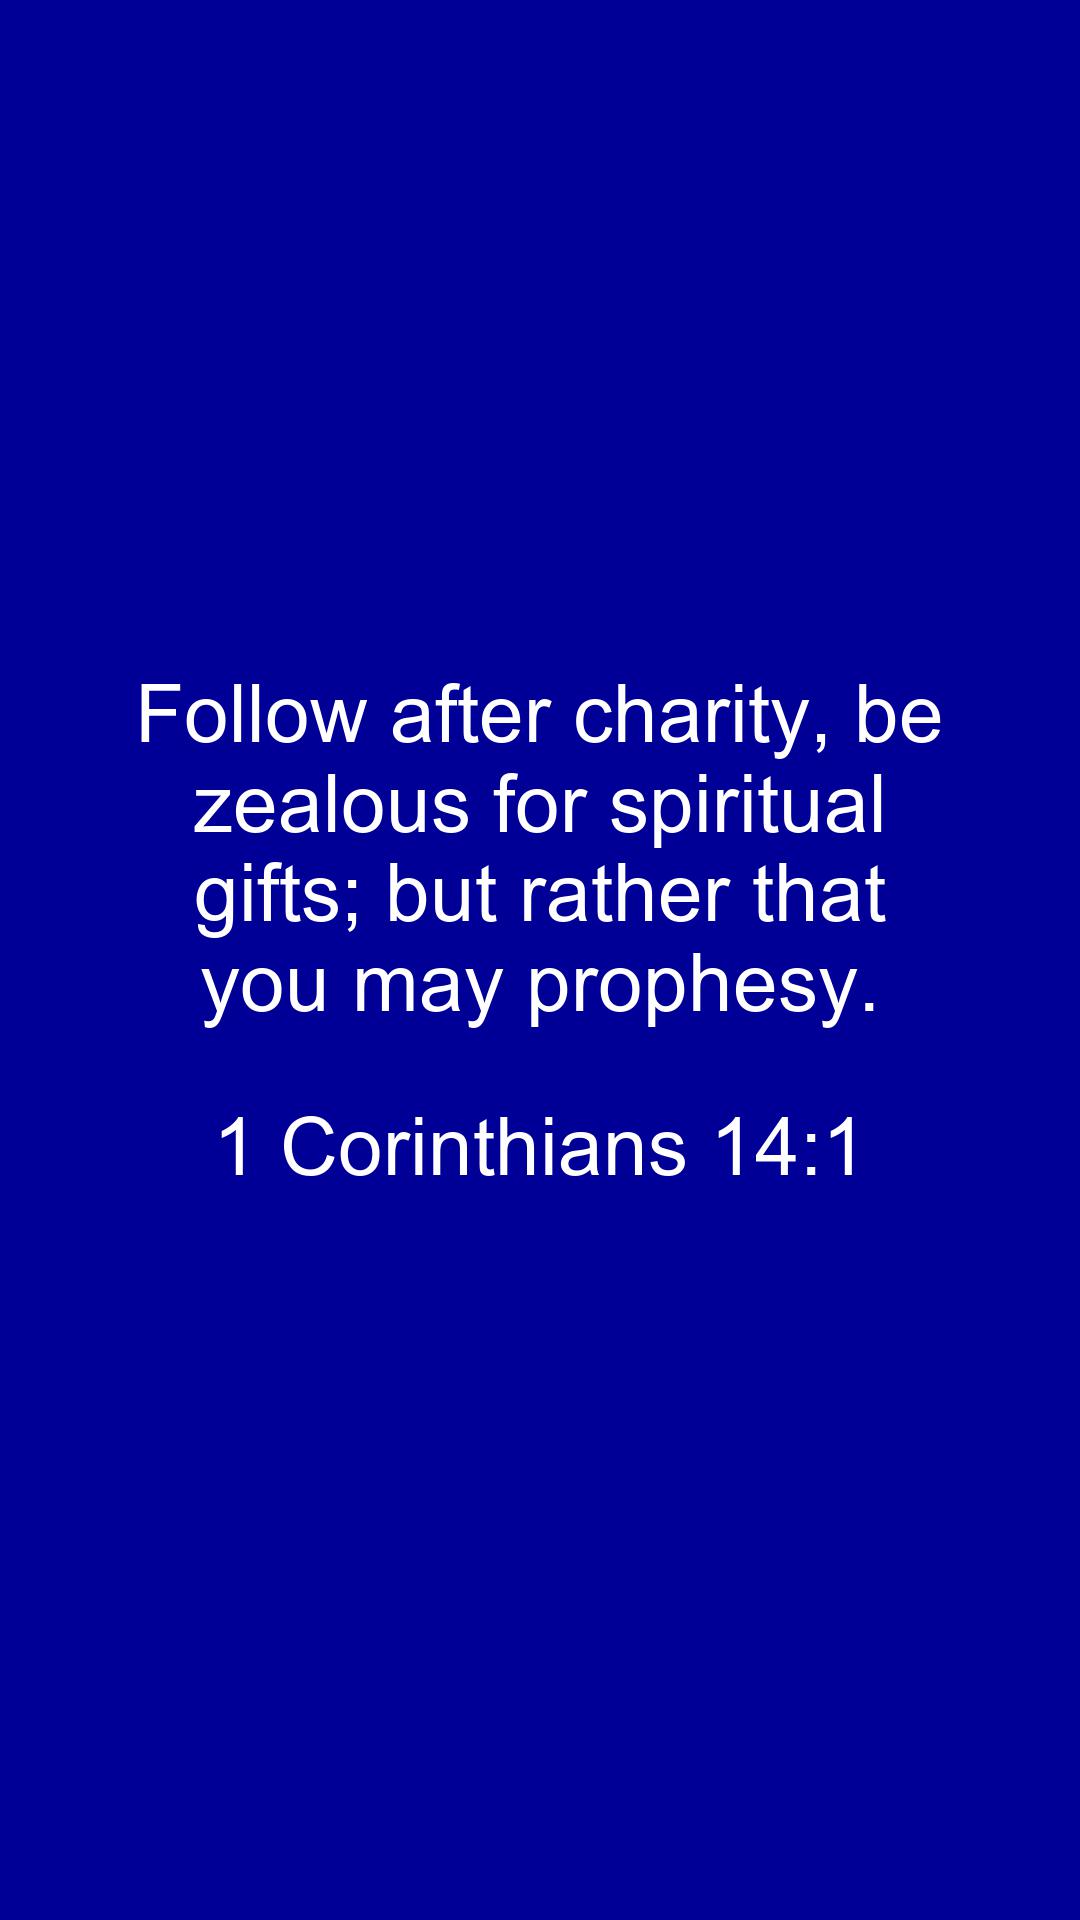 Follow after charity, be
zealous for spiritual
gifts; but rather that
you may prophesy.
1 Corinthians 14:1